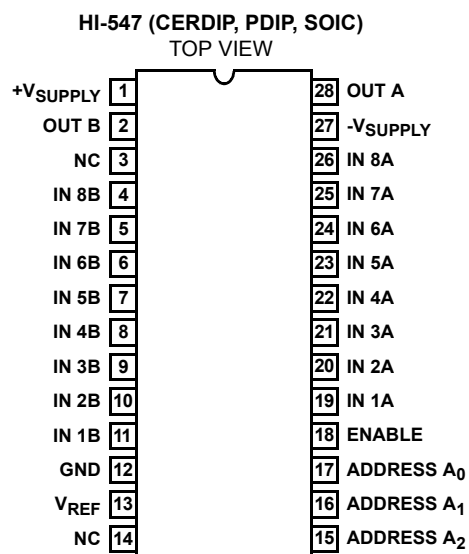 HI-547 (CERDIP, PDIP, SOIC)
TOP VIEW
+VSUPPLY 1 28 OUT A
OUT B 2 27 -VSUPPLY
NC 3 26 IN 8A
IN 8B 4 25 IN 7A
IN 7B 5 24 IN 6A
IN 6B 6 23 IN 5A
IN 5B 7 22 IN 4A
IN 4B 8 21 IN 3A
IN 3B 9 20 IN 2A
IN 2B 10 19 IN 1A
IN 1B 11 18 ENABLE
GND 12 17 ADDRESS A0
VREF 13 16 ADDRESS A1
NC 14 15 ADDRESS A2